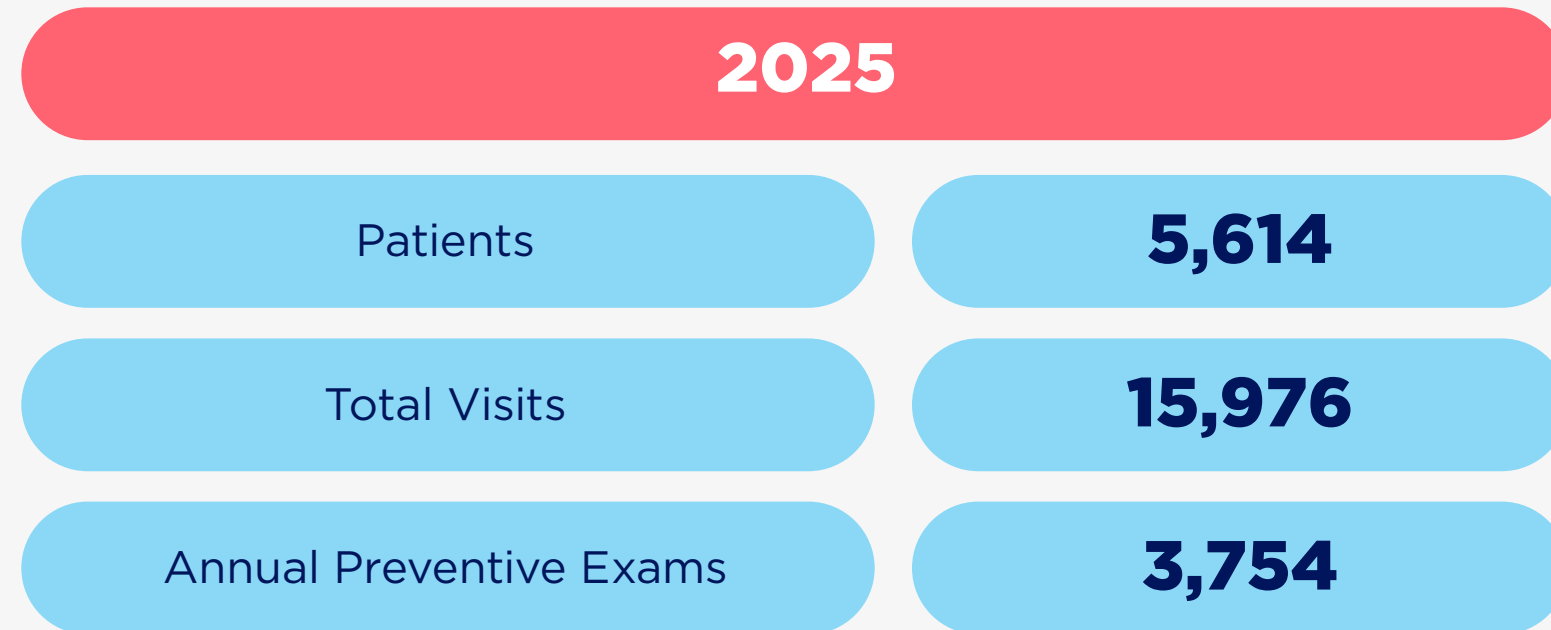 2025
Patients
5,614
Total Visits
15,976
Annual Preventive Exams
3,754